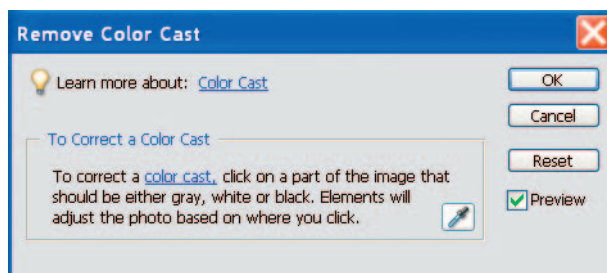 Remove Color Cast
Learn more about: Color Cast
OK
Cancel
To Correct a Color Cast
Reset
To correct a color cast, click on a part of the image that
should be either gray, white or black. Elements will
adjust the photo based on where you click.
Preview